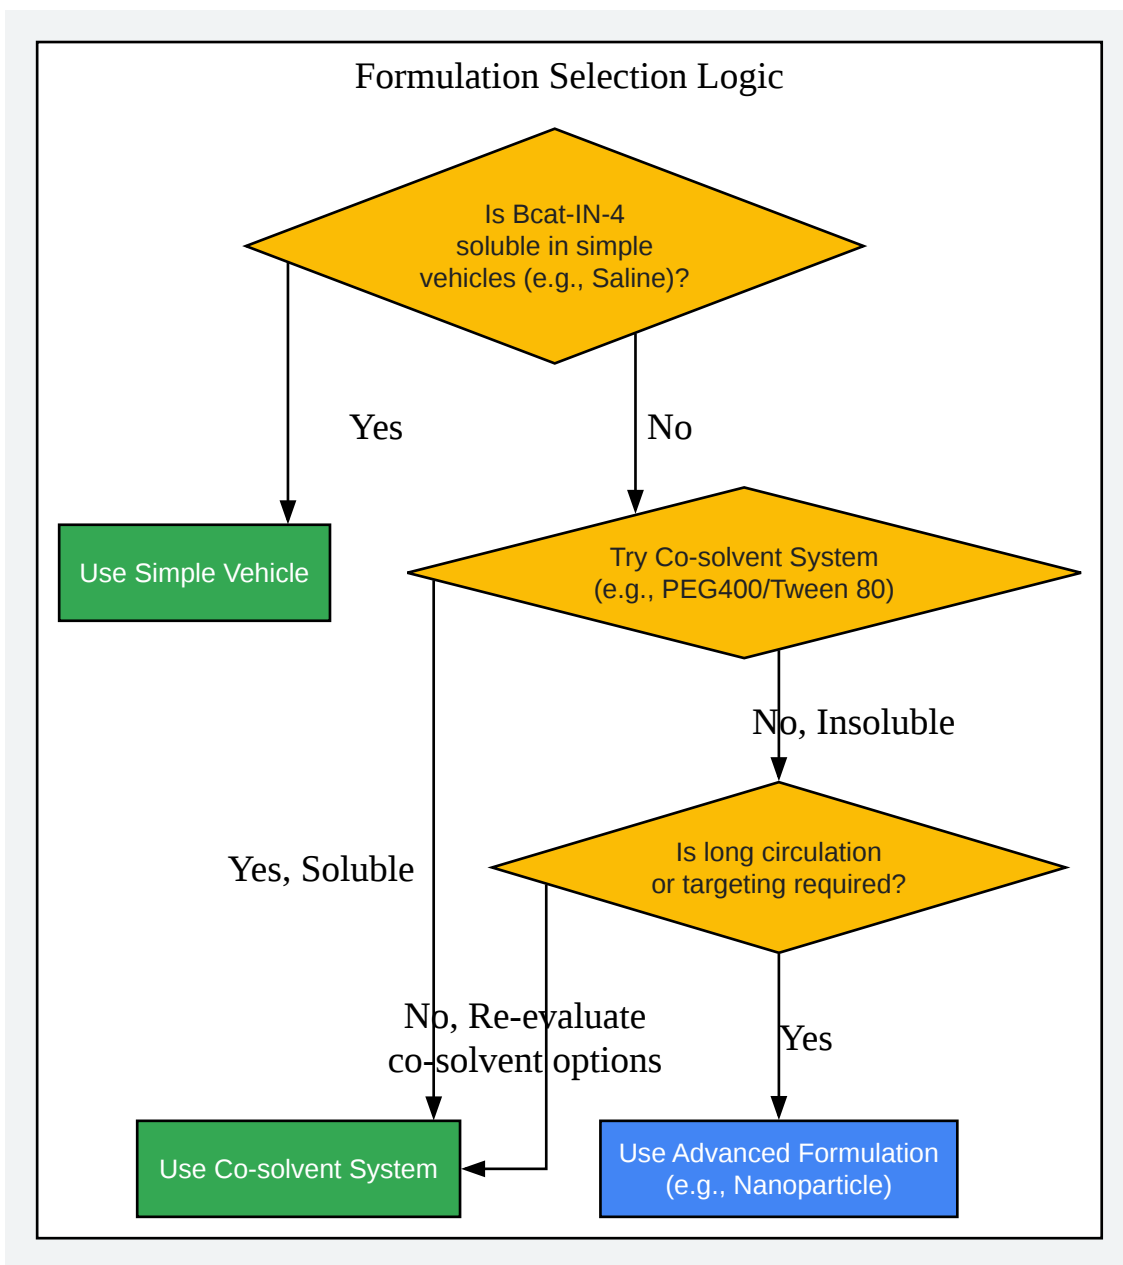 Formulation Selection Logic
Is Bcat-IN-4
soluble in simple
vehicles (e.g., Saline)?
Yes
No
Use Simple Vehicle
Try Co-solvent System
(e.g., PEG400/Tween 80)
No, Insoluble
Is long circulation
or targeting required?
Yes, Soluble
No, Re-evaluate
co-solvent options
Yes
Use Co-solvent System
Use Advanced Formulation
(e.g., Nanoparticle)